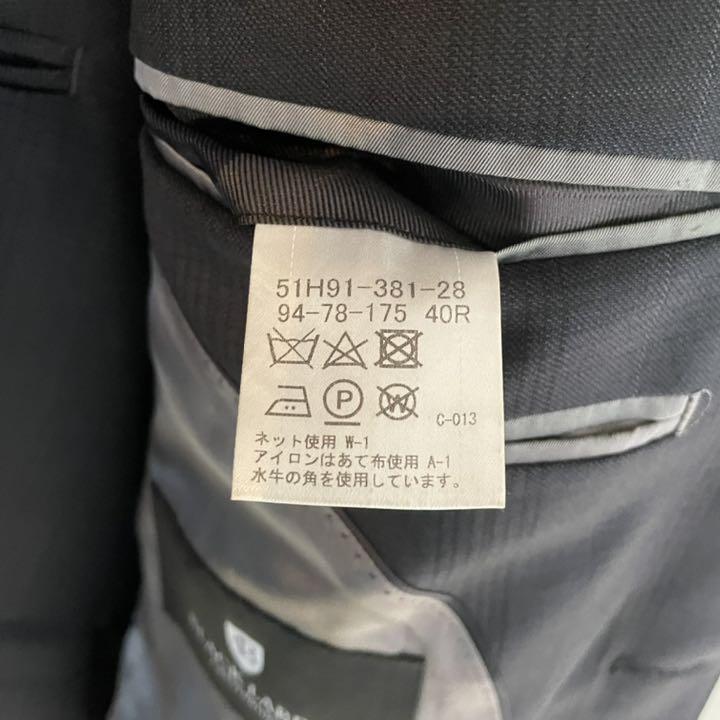 51H91-381-28
94-78-175 40R
P
W
C-013
ネット使用 W-1
アイロンはあて布使用 A-1
水牛の角を使用しています。